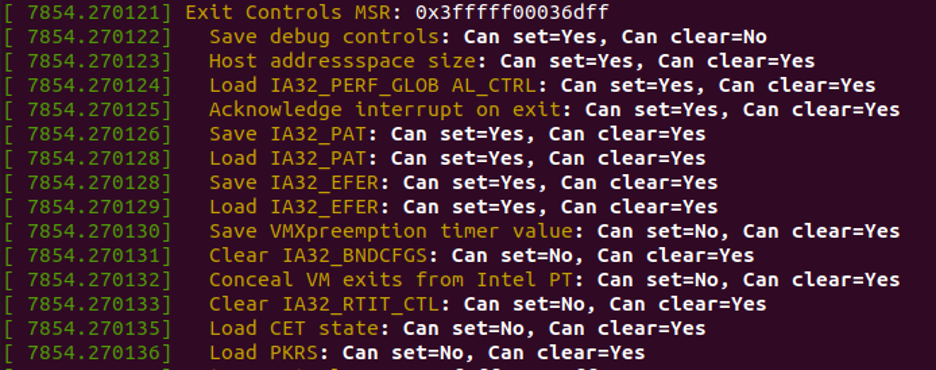 [ 7854.270121] Exit Controls MSR: 0x3fffff00036dff
[ 7854.270122]   Save debug controls: Can set=Yes, Can clear=No
[ 7854.270123]   Host addressspace size: Can set=Yes, Can clear=Yes
[ 7854.270124]   Load IA32_PERF_GLOB AL_CTRL: Can set=Yes, Can clear=Yes
[ 7854.270125]   Acknowledge interrupt on exit: Can set=Yes, Can clear=Yes
[ 7854.270126]   Save IA32_PAT: Can set=Yes, Can clear=Yes
[ 7854.270128]   Load IA32_PAT: Can set=Yes, Can clear=Yes
[ 7854.270128]   Save IA32_EFER: Can set=Yes, Can clear=Yes
[ 7854.270129]   Load IA32_EFER: Can set=Yes, Can clear=Yes
[ 7854.270130]   Save VMXpreemption timer value: Can set=No, Can clear=Yes
[ 7854.270131]   Clear IA32_BNDCFGS: Can set=No, Can clear=Yes
[ 7854.270132]   Conceal VM exits from Intel PT: Can set=No, Can clear=Yes
[ 7854.270133]   Clear IA32_RTIT_CTL: Can set=No, Can clear=Yes
[ 7854.270135]   Load CET state: Can set=No, Can clear=Yes
[ 7854.270136]   Load PKRS: Can set=No, Can clear=Yes